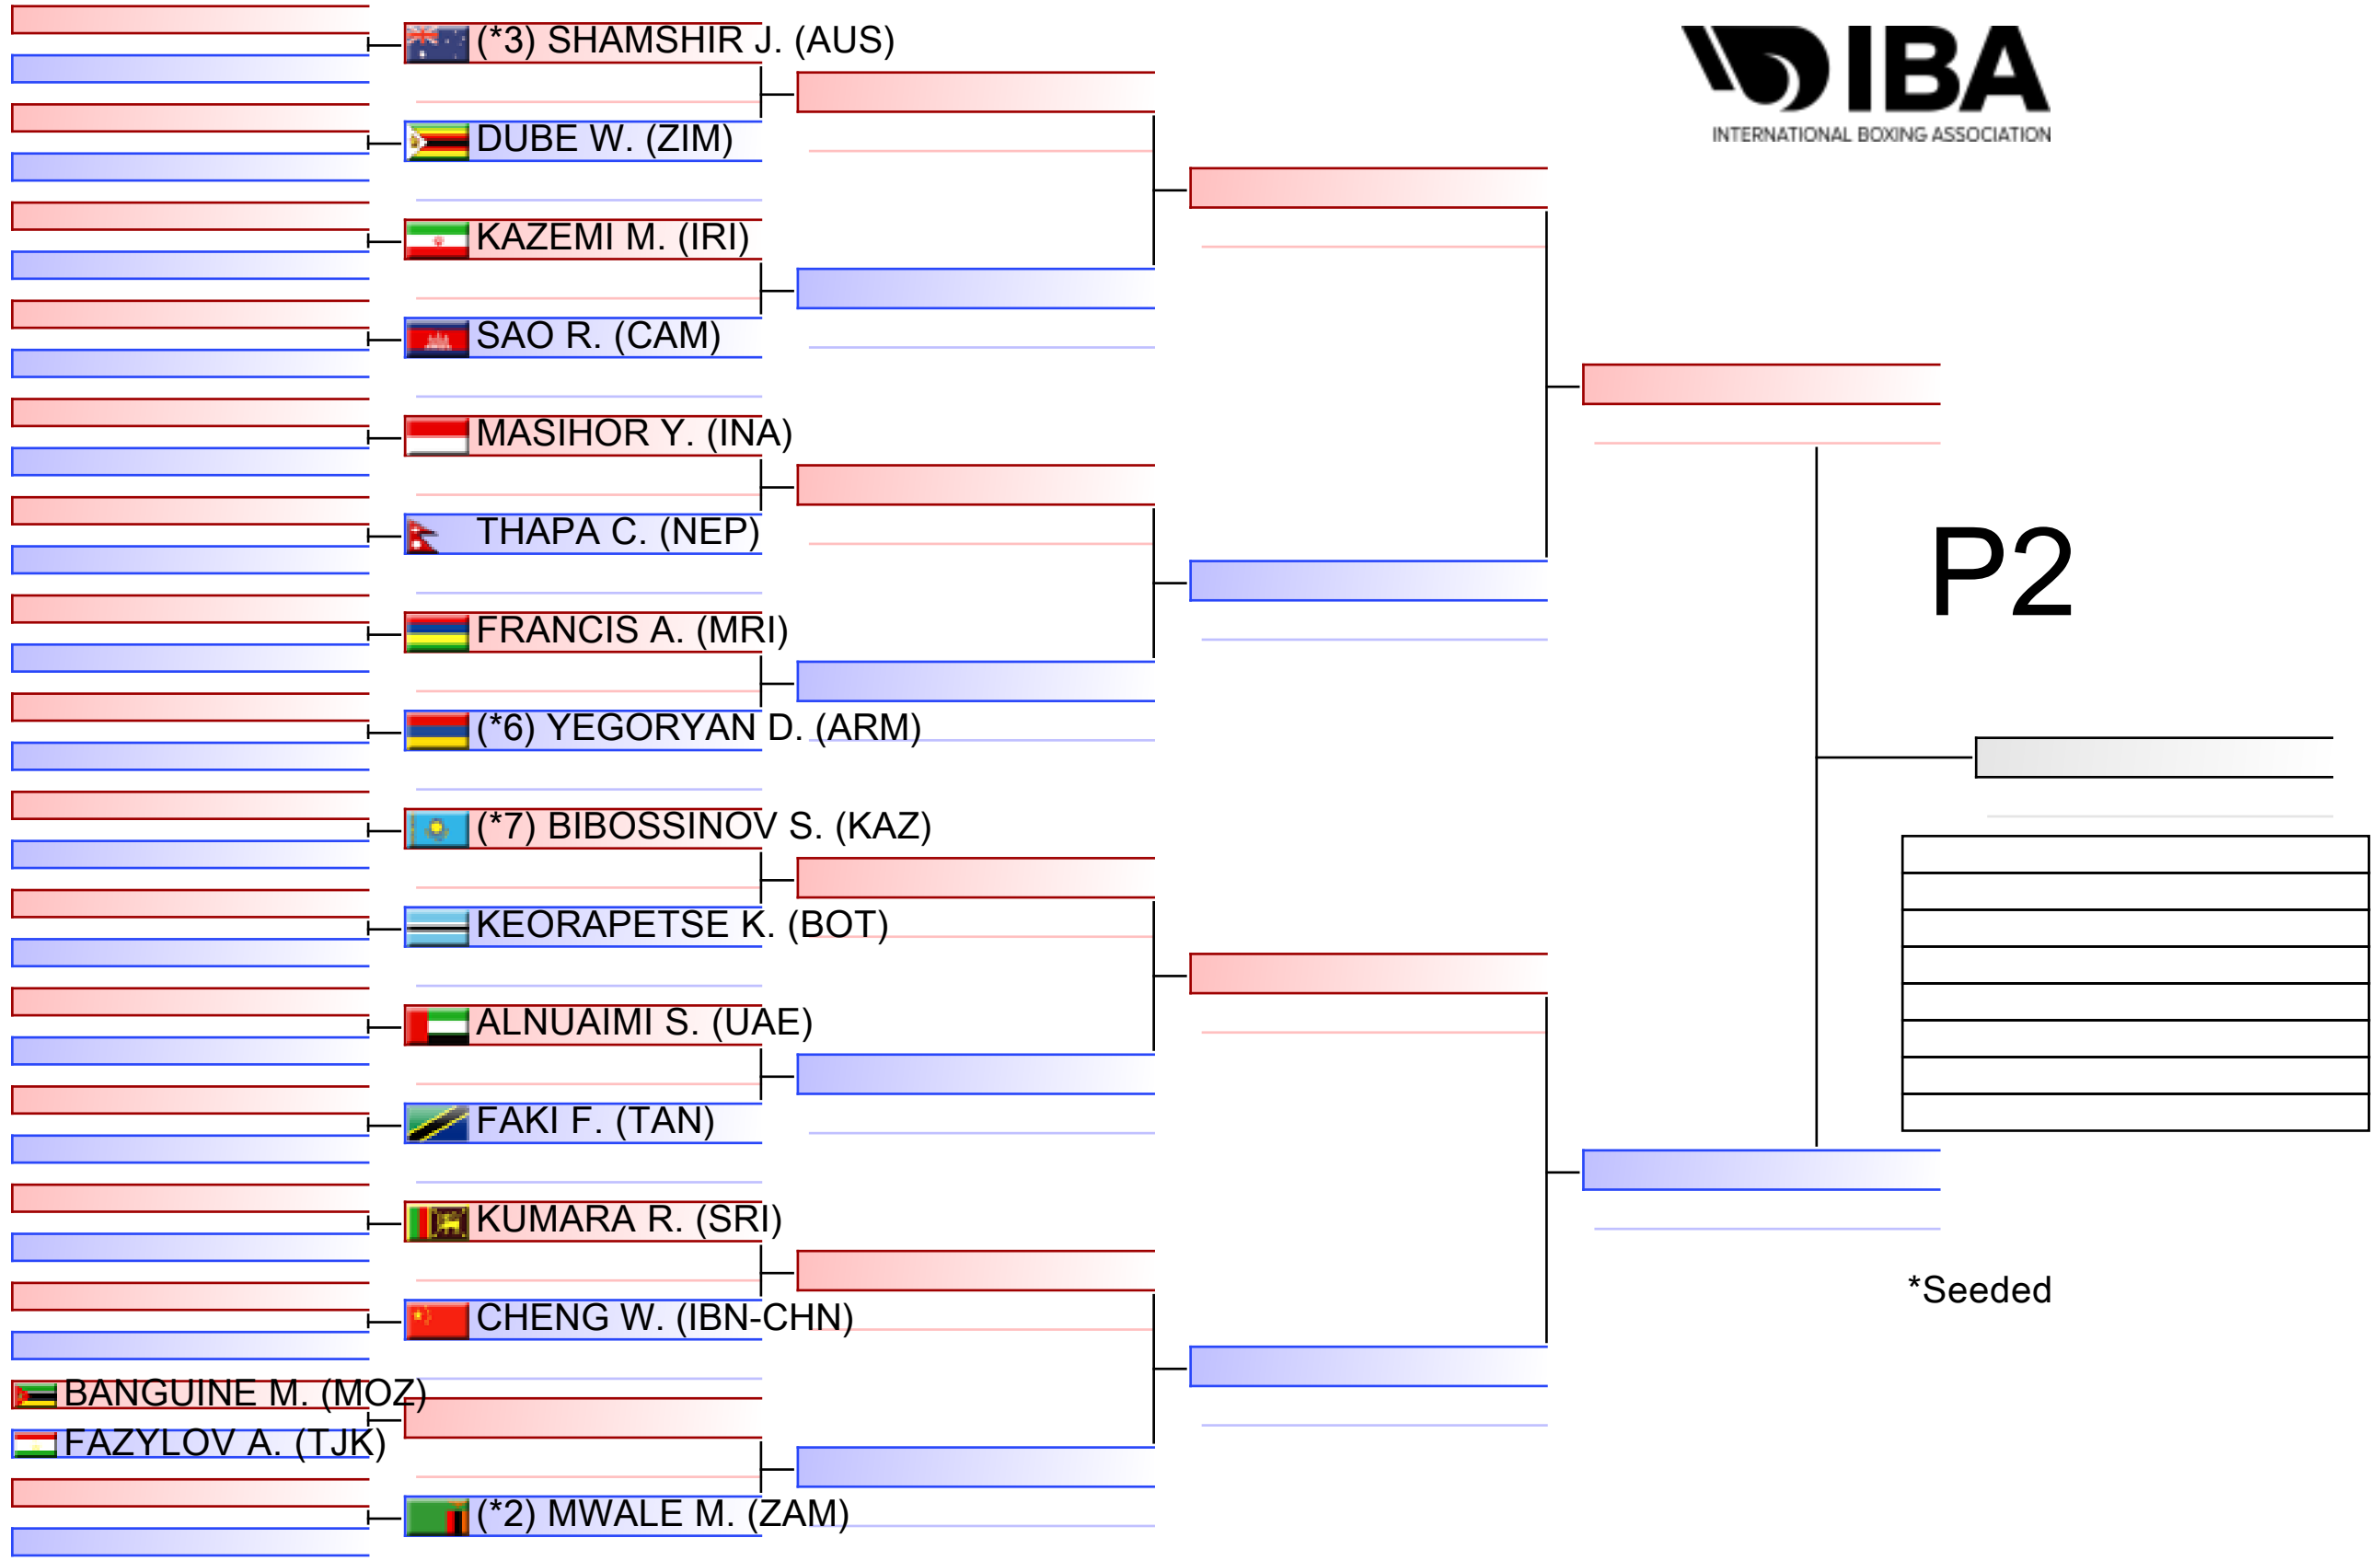 IBA
INTERNATIONAL BOXING ASSOCIATION
(*3) SHAMSHIR J. (AUS)
DUBE W. (ZIM)
KAZEMI M. (IRI)
SAO R. (CAM)
MASIHOR Y. (INA)
THAPA C. (NEP)
FRANCIS A. (MRI)
(*6) YEGORYAN D. (ARM)
(*7) BIBOSSINOV S. (KAZ)
KEORAPETSE K. (BOT)
ALNUAIMI S. (UAE)
FAKI F. (TAN)
KUMARA R. (SRI)
CHENG W. (IBN-CHN)
BANGUINE M. (MOZ)
FAZYLOV A. (TJK)
(*2) MWALE M. (ZAM)
P2
*Seeded